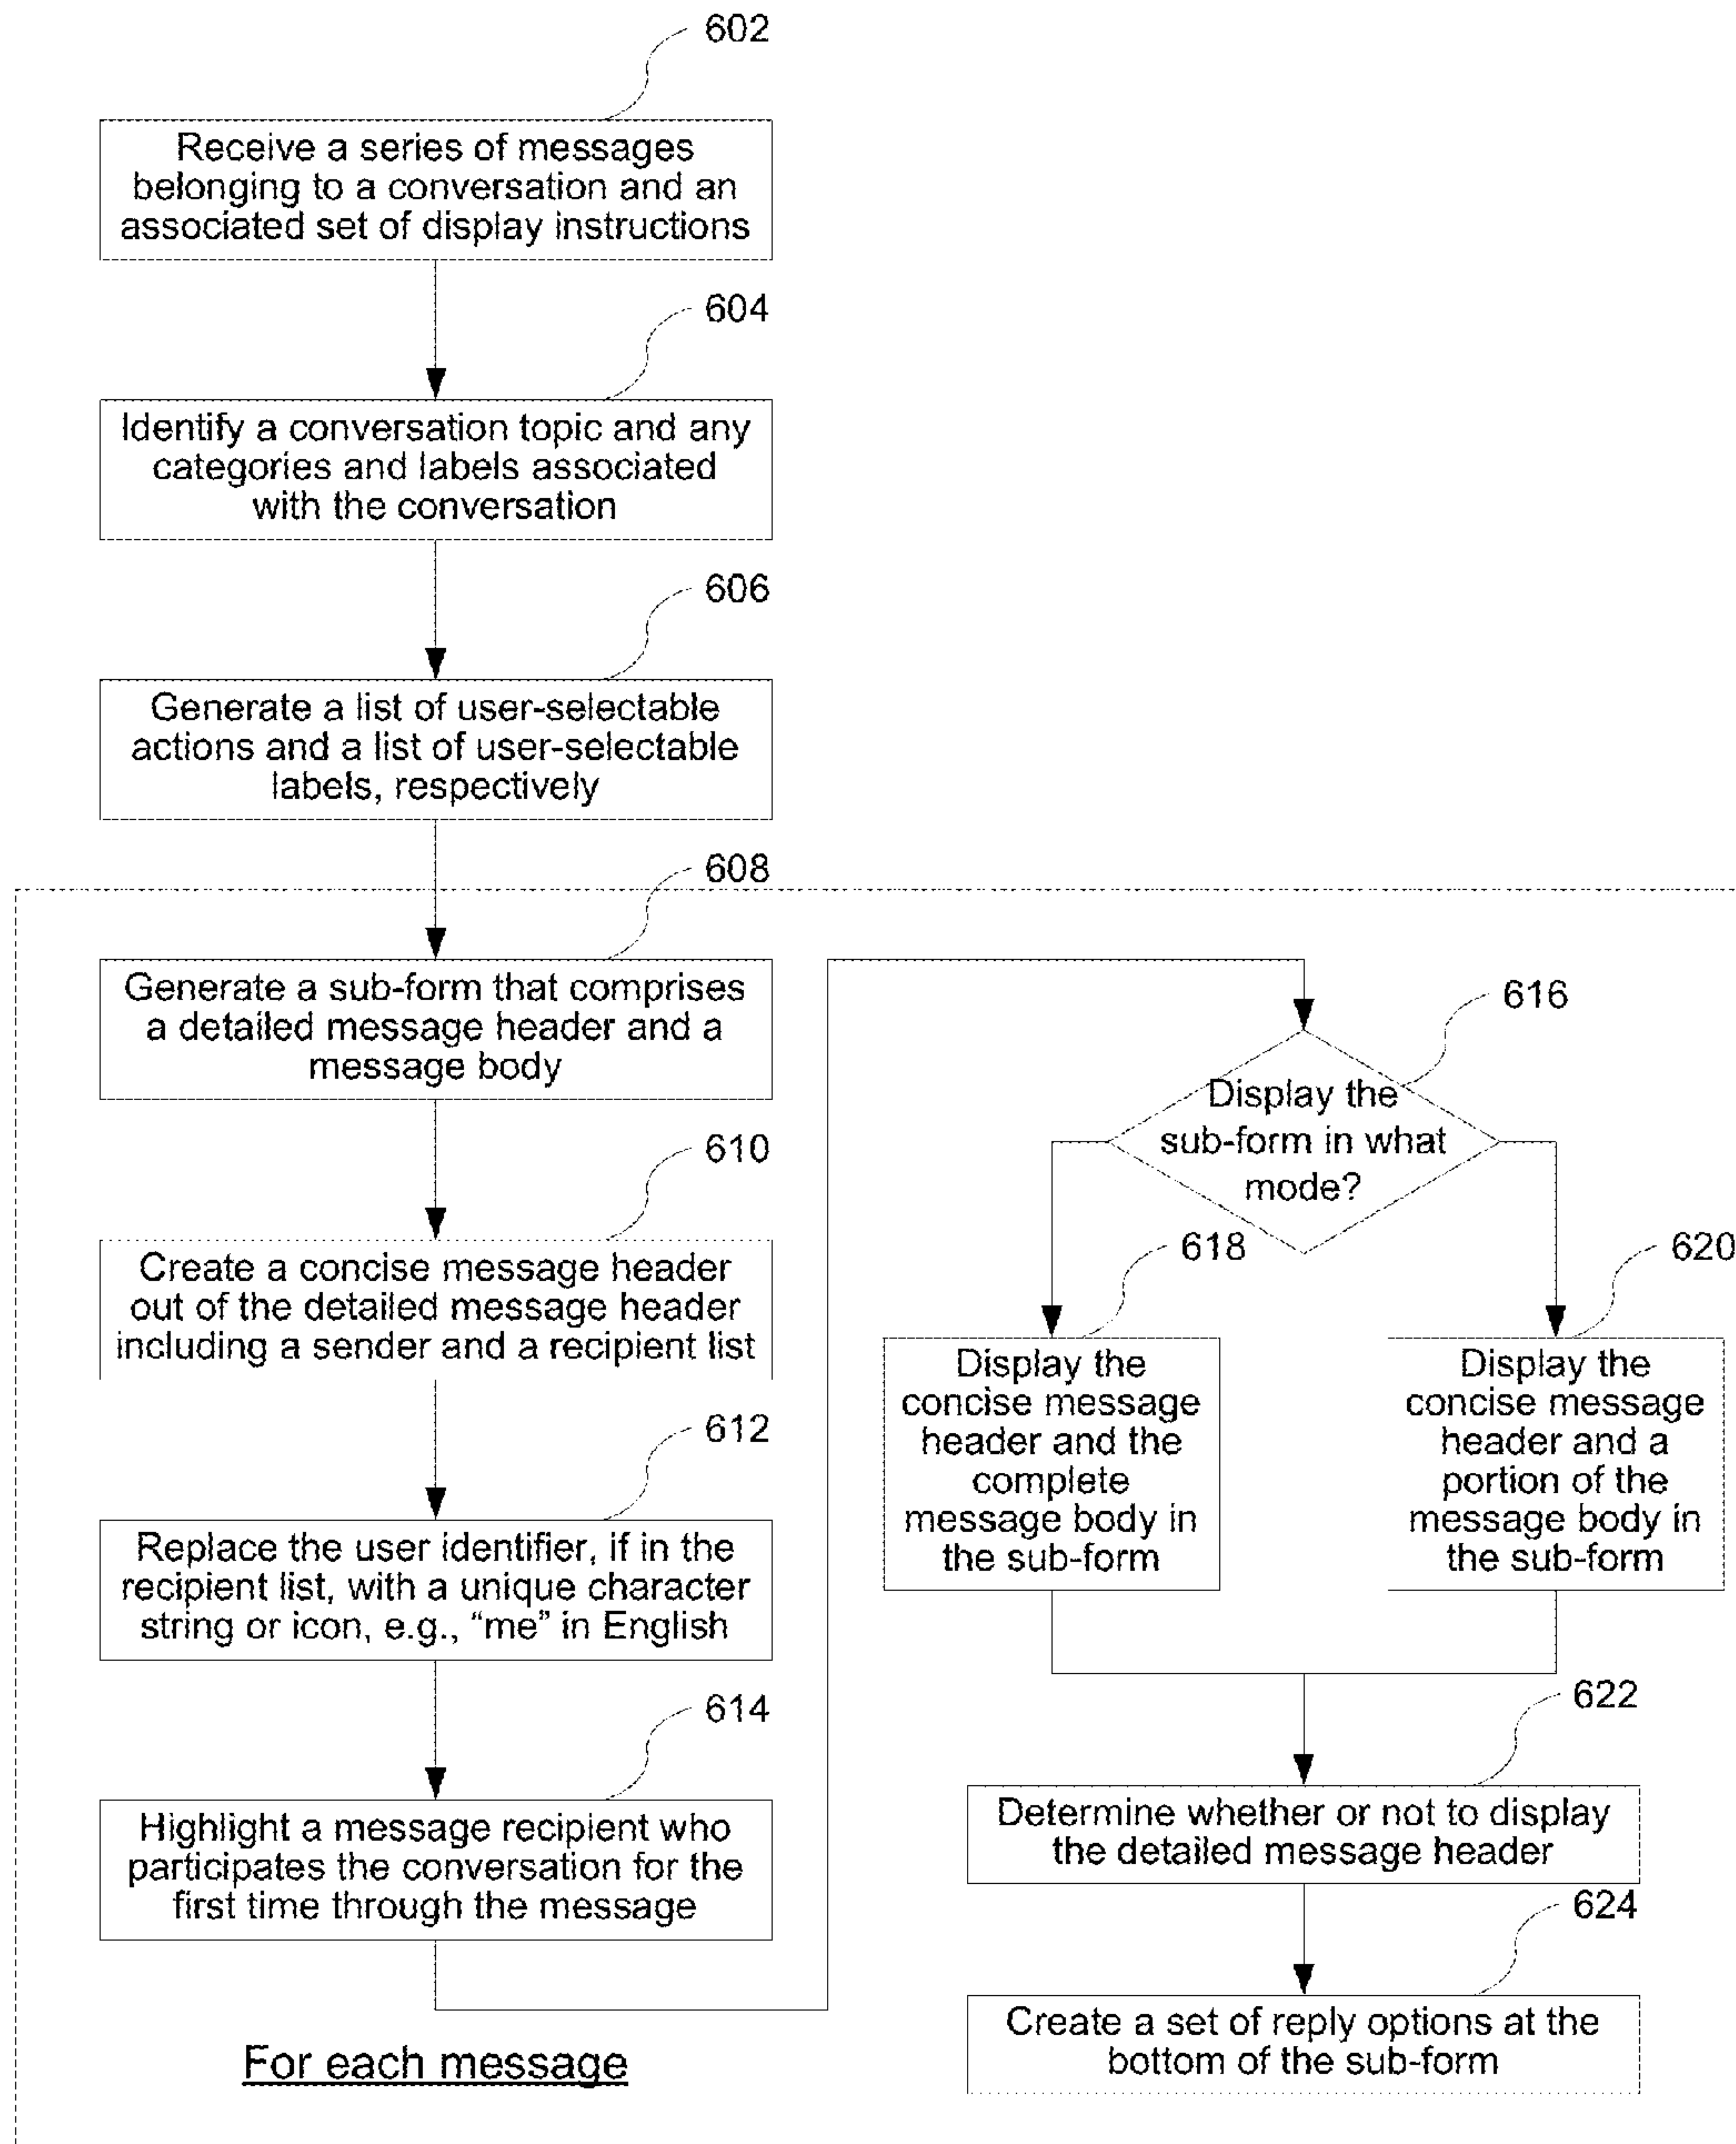 602
Receive a series of messages
belonging to a conversation and an
associated set of display instructions
604
Identify a conversation topic and any
categories and labels associated
with the conversation
606
Generate a list of user-selectable
actions and a list of user-selectable
labels, respectively
608
Generate a sub-form that comprises
a detailed message header and a
message body
610
Create a concise message header
out of the detailed message header
including a sender and a recipient list
612
Replace the user identifier, if in the
recipient list, with a unique character
string or icon, e.g., “me” in English
614
Highlight a message recipient who
participates the conversation for the
first time through the message
For each message
616
Display the
sub-form in what
mode?
618
Display the
concise message
header and the
complete
message body in
the sub-form
620
Display the
concise message
header and a
portion of the
message body in
the sub-form
622
Determine whether or not to display
the detailed message header
624
Create a set of reply options at the
bottom of the sub-form